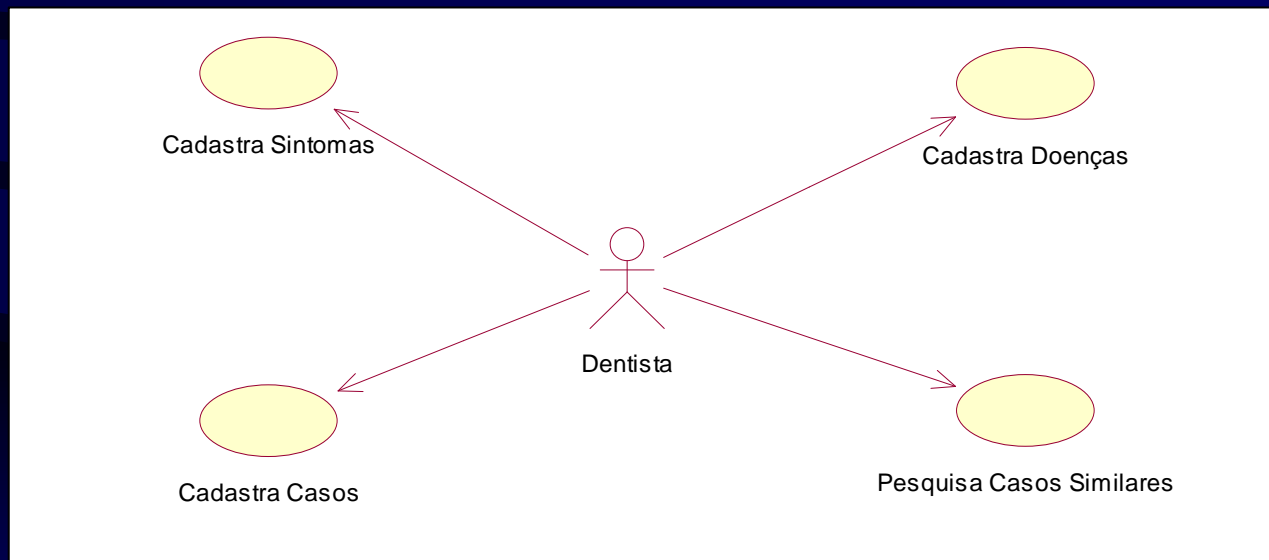 Cadastra Sintomas
Cadastra Doenças
Dentista
Cadastra Casos
Pesquisa Casos Similares